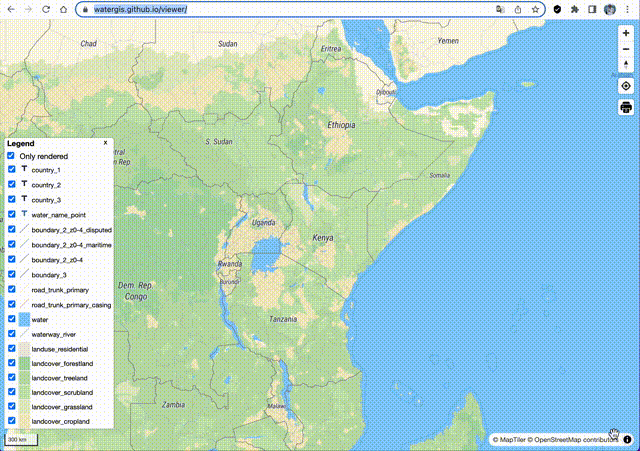 watergis.github.io/viewer/
Chad
Sudan
Eritrea
Yemen
Djibouti
Ethiopia
S. Sudan
Somalia
Legend x
Only rendered
country_1
country_2
country_3
water_name_point
boundary_2_z0-4_disputed
boundary_2_z0-4_maritime
boundary_2_z0-4
boundary_3
road_trunk_primary
road_trunk_primary_casing
water
waterway_river
landuse_residential
landcover_forestland
landcover_treeland
landcover_scrubland
landcover_grassland
landcover_cropland
Uganda
Kenya
Rwanda
Burundi
Dem. Rep.
Congo
Tanzania
Zambia
Malawi
300 km
© MapTiler © OpenStreetMap contributors